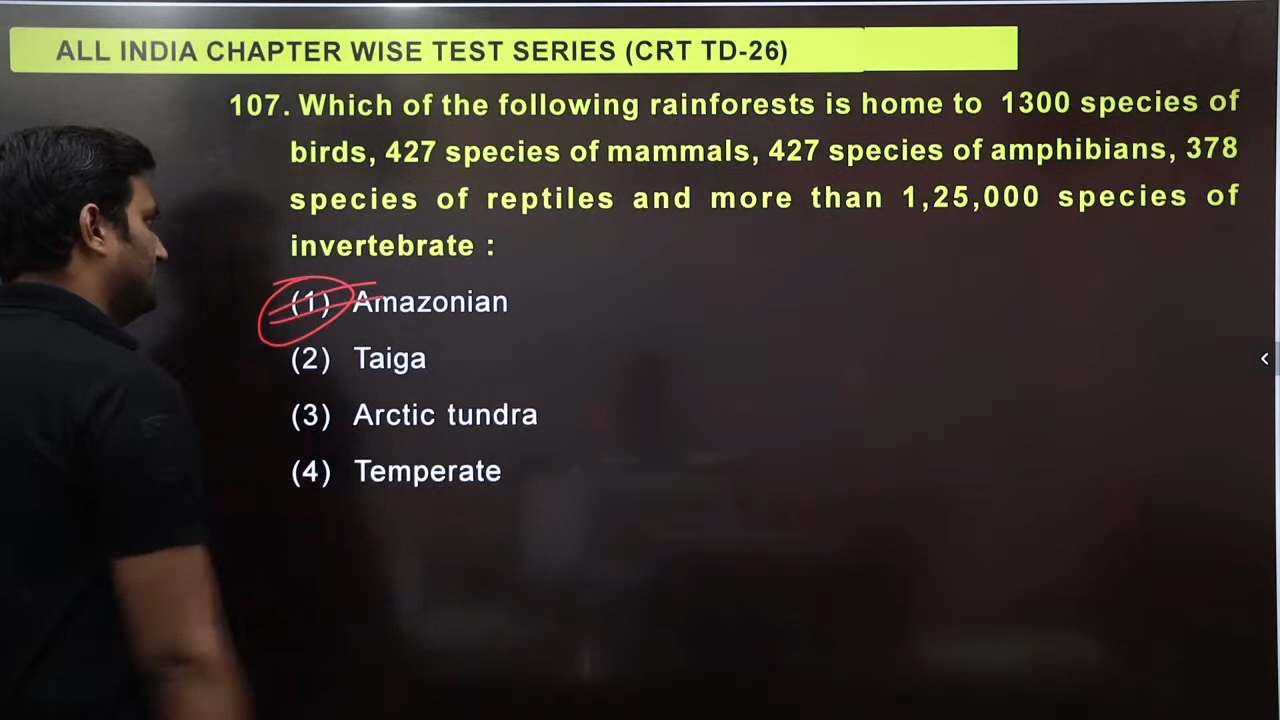 ALL INDIA CHAPTER WISE TEST SERIES (CRT TD-26)
107. Which of the following rainforests is home to 1300 species of
birds, 427 species of mammals, 427 species of amphibians, 378
species of reptiles and more than 1,25,000 species of
invertebrate :
(1) Amazonian
(2) Taiga
(3) Arctic tundra
(4) Temperate